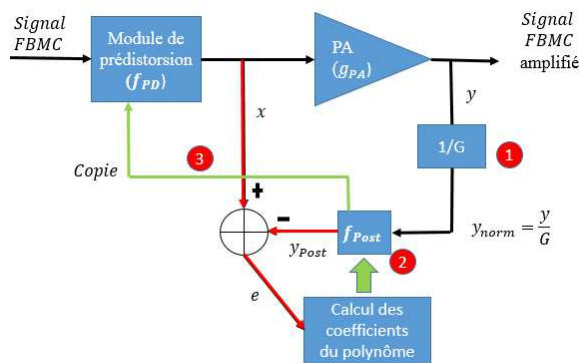 Signal
FBMC
Module de
prédistorsion
(f_PD)
PA
(g_PA)
Signal
FBMC
amplifié
x
y
1/G
1
3
Copie
+
-
f_Post
y_Post
y_norm = y/G
2
e
Calcul des
coefficients
du polynôme